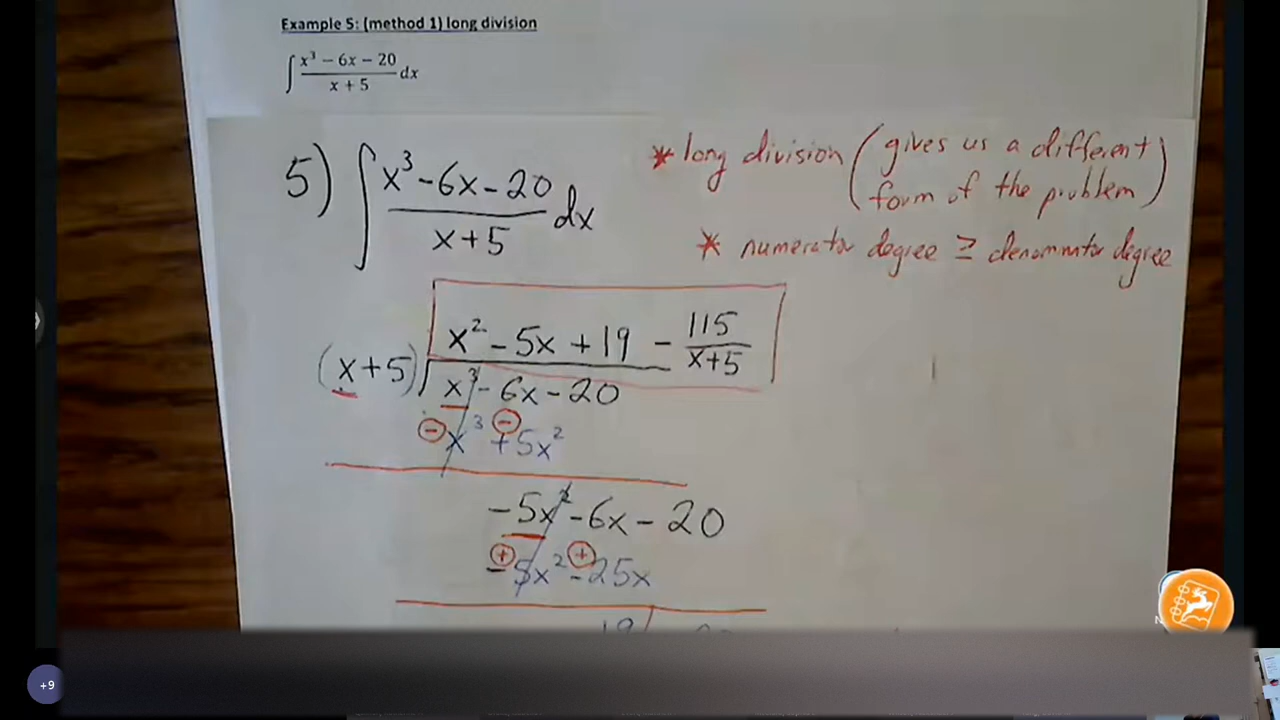 Example 5: (method 1) long division
∫ (x³ − 6x − 20)/(x + 5) dx
5) ∫ (x³ - 6x - 20)/(x+5) dx
* long division (gives us a different
form of the problem)
* numerator degree ≥ denominator degree
x² - 5x + 19 - 115/(x+5)
(x+5) x³ - 6x - 20
⊖ x³ ⊖ +5x²
-5x² - 6x - 20
⊕ -5x² ⊕ -25x
19
+9